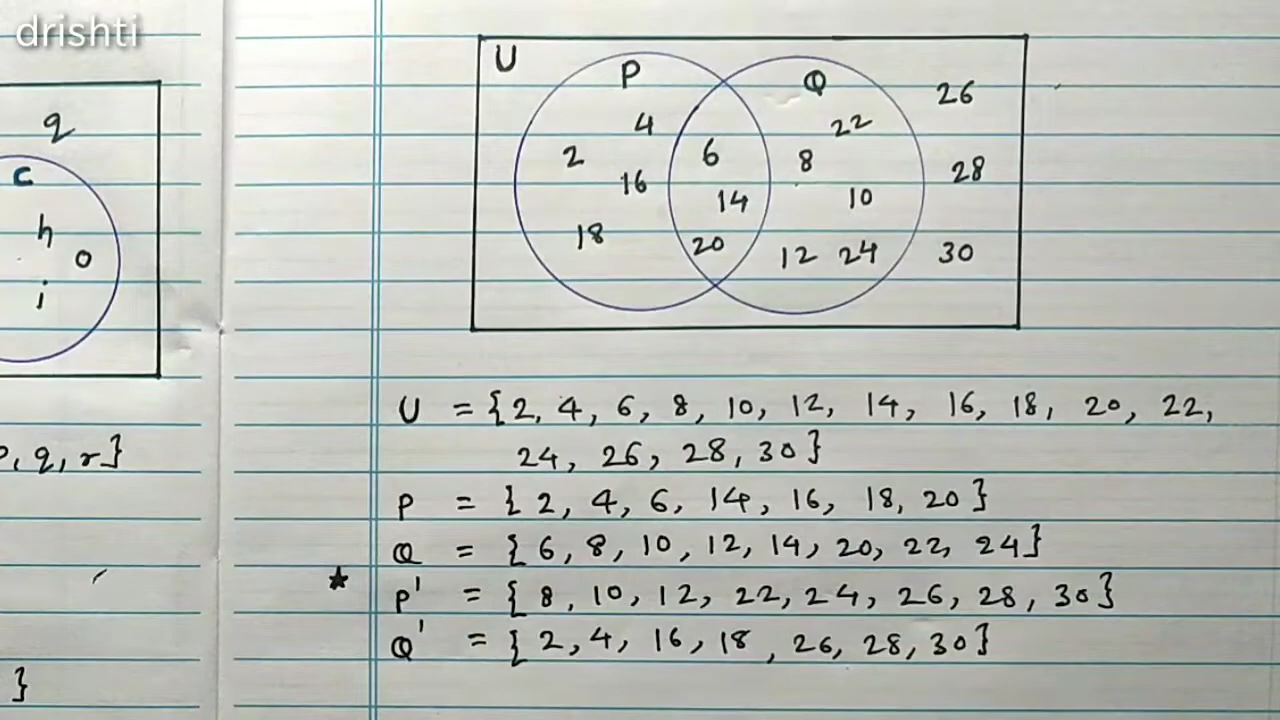 drishti
q
c
h
o
i
, q, r}
}
U
P
Q
26
4
22
2
6
8
28
16
14
10
18
20
12 24
30
U = {2, 4, 6, 8, 10, 12, 14, 16, 18, 20, 22,
24, 26, 28, 30}
P = {2, 4, 6, 14, 16, 18, 20}
Q = {6, 8, 10, 12, 14, 20, 22, 24}
★ P' = {8, 10, 12, 22, 24, 26, 28, 30}
Q' = {2, 4, 16, 18, 26, 28, 30}